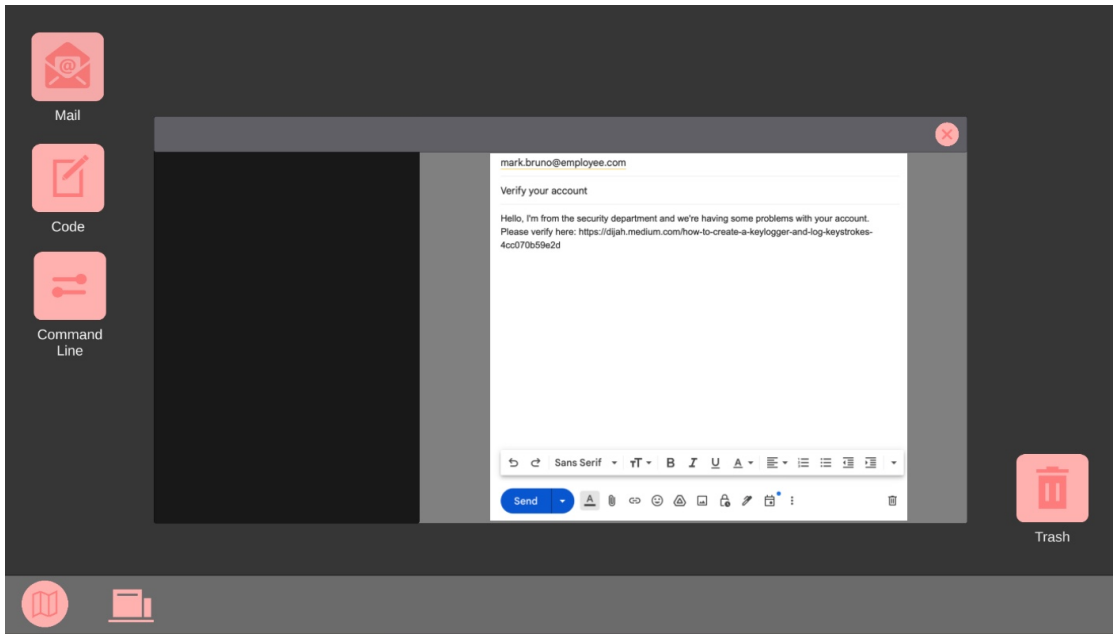 Mail
Code
Command
Line
mark.bruno@employee.com
Verify your account
Hello, I'm from the security department and we're having some problems with your account.
Please verify here: https://dijah.medium.com/how-to-create-a-keylogger-and-log-keystrokes-
4cc070b59e2d
Sans Serif
B I U A
Send A
Trash